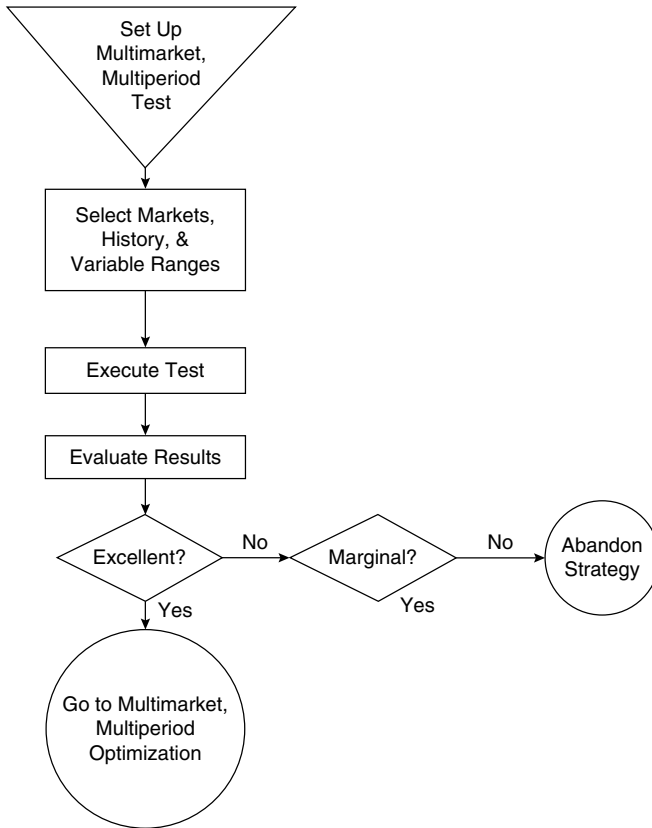 Set Up
Multimarket,
Multiperiod
Test
Select Markets,
History, &
Variable Ranges
Execute Test
Evaluate Results
Excellent?
No
Marginal?
No
Abandon
Strategy
Yes
Yes
Go to Multimarket,
Multiperiod
Optimization